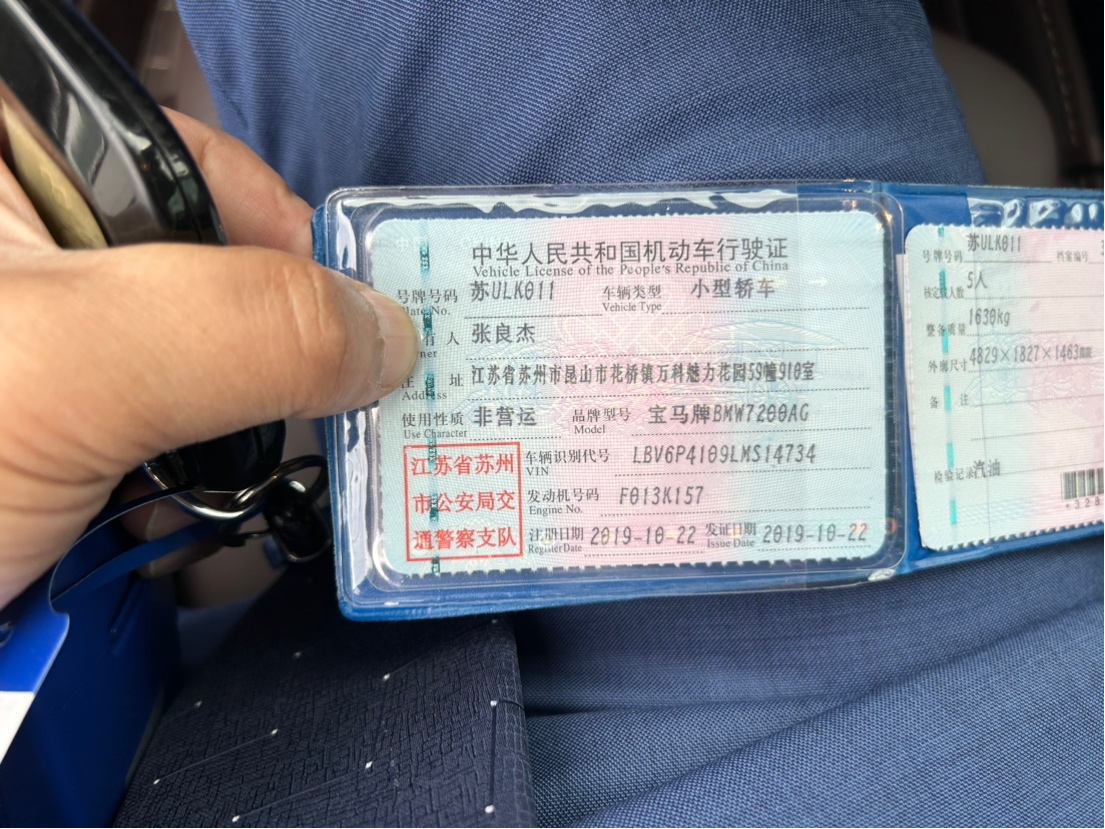 中华人民共和国机动车行驶证
Vehicle License of the People's Republic of China
号牌号码 苏ULK011 车辆类型 小型轿车
Plate No. Vehicle Type
有人 张良杰
住址 江苏省苏州市昆山市花桥镇万科魅力花园59幢910室
Address
使用性质 非营运 品牌型号 宝马牌BMW7200AG
Use Character Model
江苏省苏州
市公安局交
通警察支队
车辆识别代号 LBV6P4109LMS14734
VIN
发动机号码 F013K157
Engine No.
注册日期 2019-10-22 发证日期 2019-10-22
Register Date Issue Date
号牌号码 苏ULK011 档案编号
核定载人数 5人
整备质量 1630kg
外廓尺寸 4829×1827×1463mm
备注
检验记录 汽油